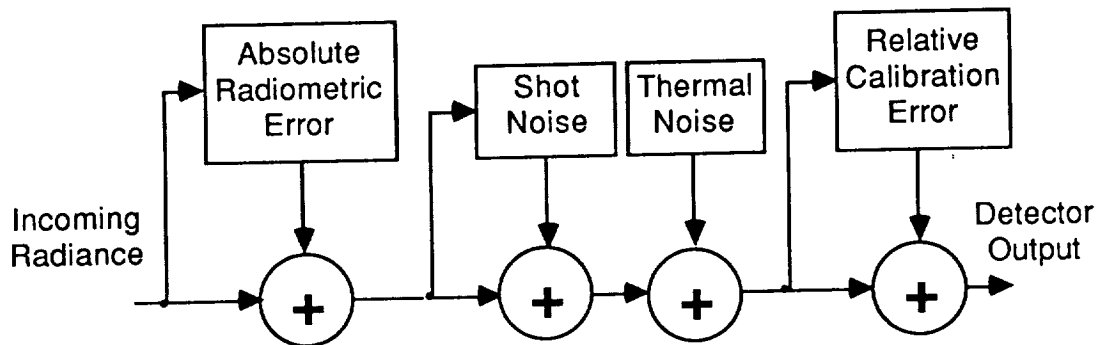 Absolute
Radiometric
Error
Shot
Noise
Thermal
Noise
Relative
Calibration
Error
Incoming
Radiance
Detector
Output
+
+
+
+